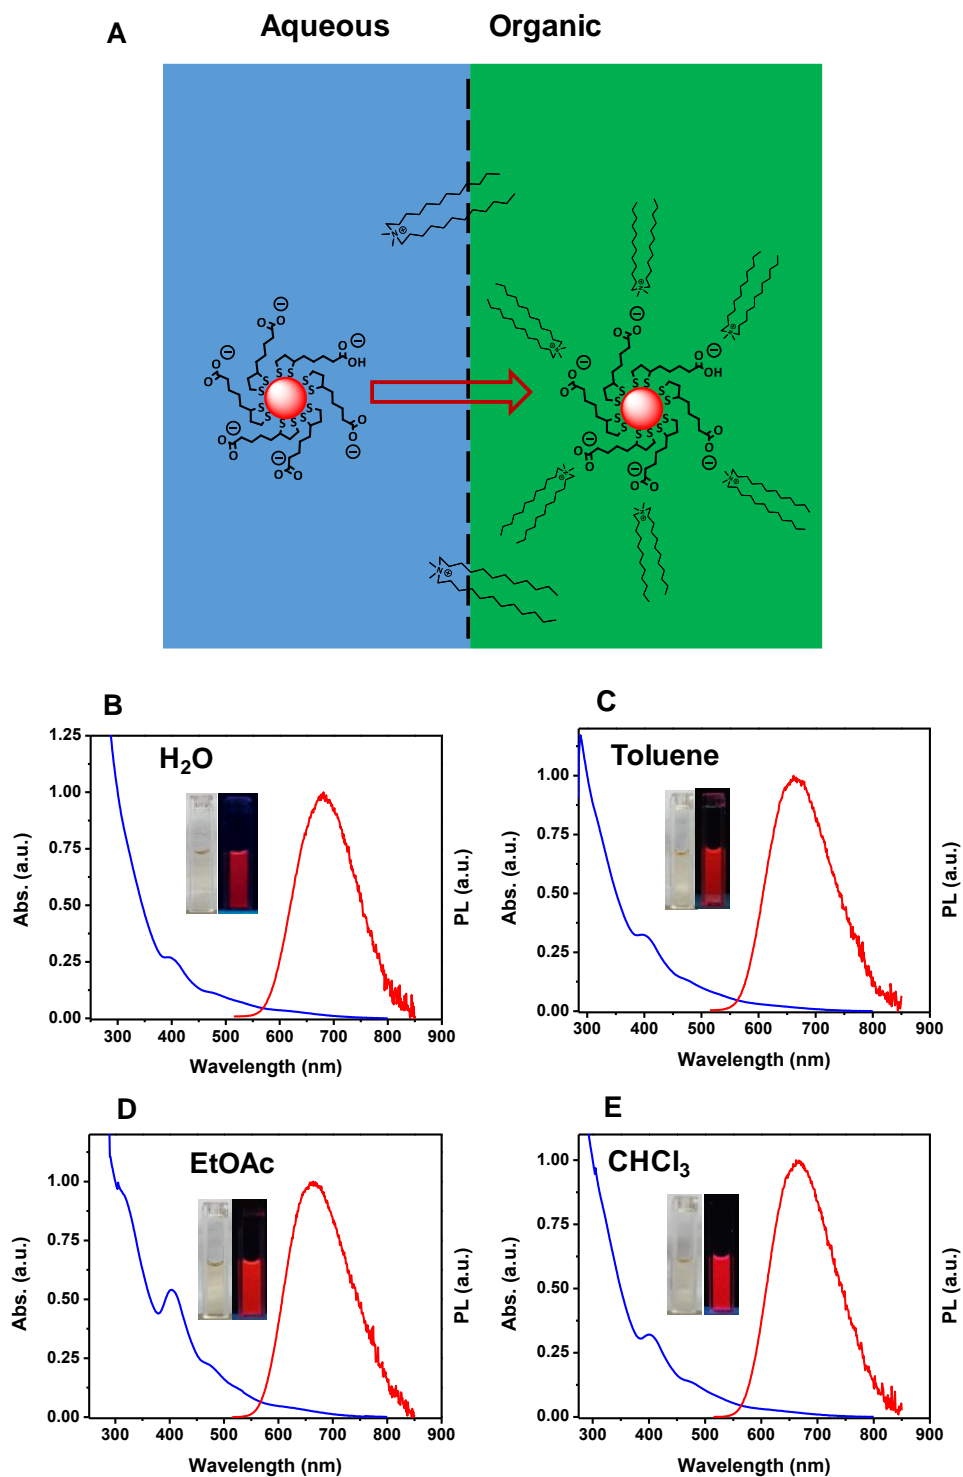 A
Aqueous Organic
N
⊕
N
⊕
O
O
⊖
O
O
⊖
O
OH
⊖
O
O
⊖
O
O
⊖
O
O
⊖
O
O
⊖
S S S S S S S S S S S S S S
N
⊕
N
⊕
N
⊕
N
⊕
N
⊕
N
⊕
N
⊕
B
H₂O
Abs. (a.u.)
1.25
1.00
0.75
0.50
0.25
0.00
300 400 500 600 700 800 900
Wavelength (nm)
PL (a.u.)
C
Toluene
Abs. (a.u.)
1.00
0.75
0.50
0.25
0.00
300 400 500 600 700 800 900
Wavelength (nm)
PL (a.u.)
D
EtOAc
Abs. (a.u.)
1.00
0.75
0.50
0.25
0.00
300 400 500 600 700 800 900
Wavelength (nm)
PL (a.u.)
E
CHCl₃
Abs. (a.u.)
1.00
0.75
0.50
0.25
0.00
300 400 500 600 700 800 900
Wavelength (nm)
PL (a.u.)